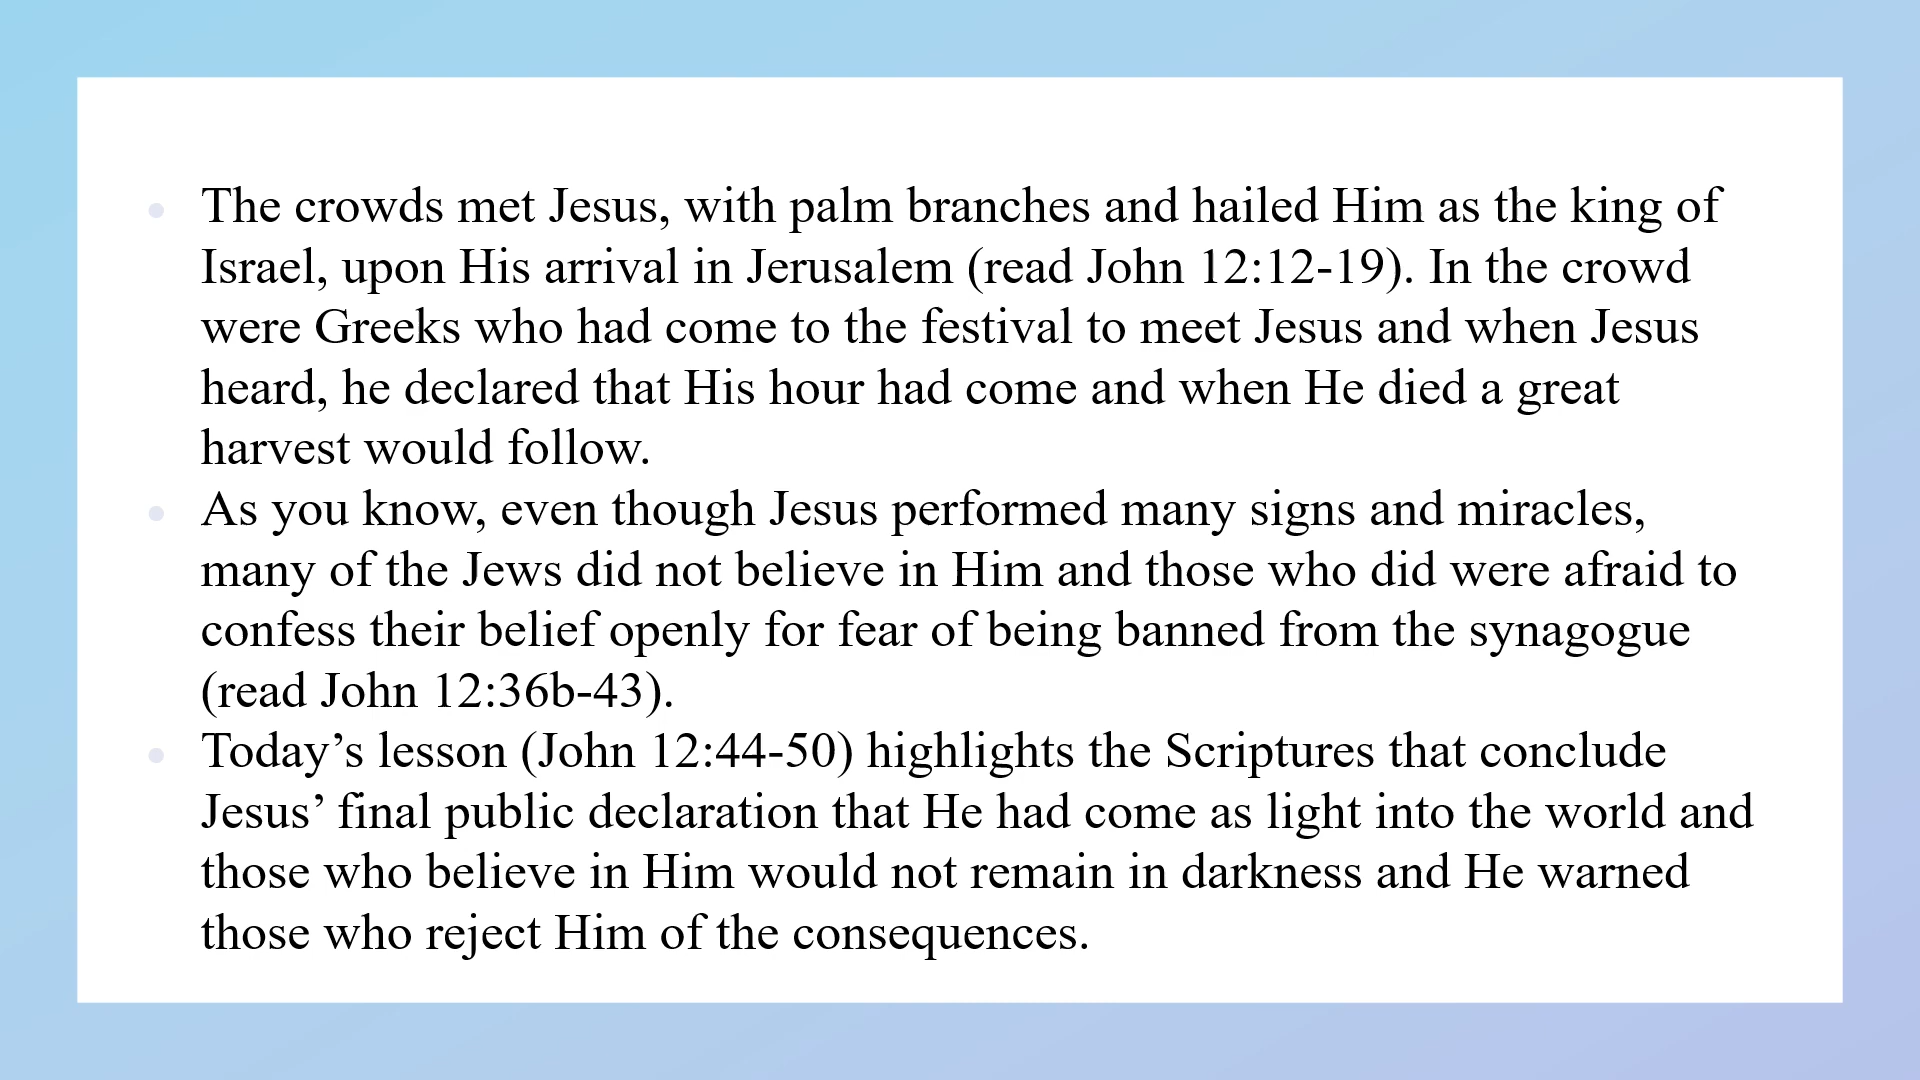 The crowds met Jesus, with palm branches and hailed Him as the king of
Israel, upon His arrival in Jerusalem (read John 12:12-19). In the crowd
were Greeks who had come to the festival to meet Jesus and when Jesus
heard, he declared that His hour had come and when He died a great
harvest would follow.
As you know, even though Jesus performed many signs and miracles,
many of the Jews did not believe in Him and those who did were afraid to
confess their belief openly for fear of being banned from the synagogue
(read John 12:36b-43).
Today’s lesson (John 12:44-50) highlights the Scriptures that conclude
Jesus’ final public declaration that He had come as light into the world and
those who believe in Him would not remain in darkness and He warned
those who reject Him of the consequences.